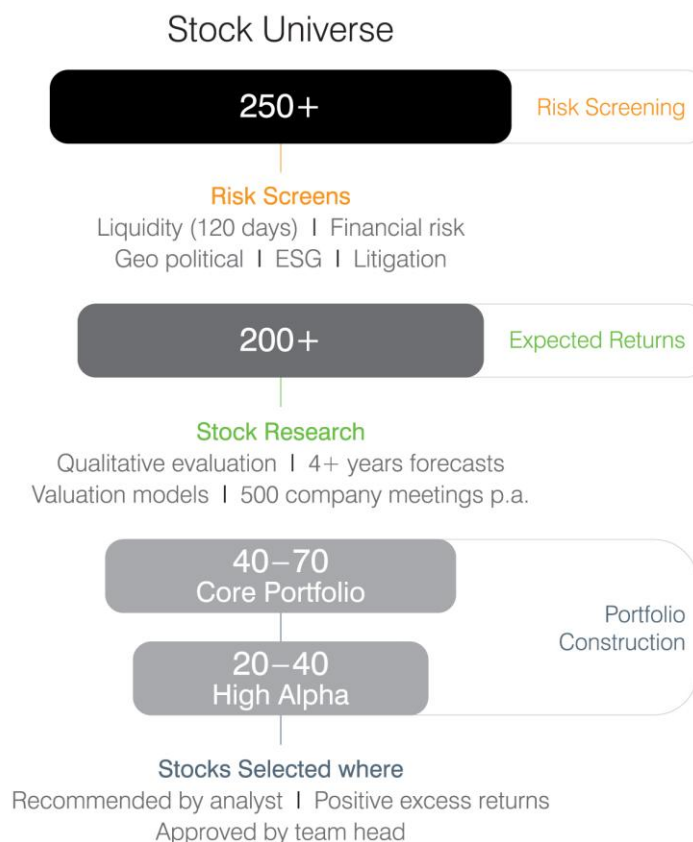 Stock Universe
250+
Risk Screening
Risk Screens
Liquidity (120 days) | Financial risk
Geo political | ESG | Litigation
200+
Expected Returns
Stock Research
Qualitative evaluation | 4+ years forecasts
Valuation models | 500 company meetings p.a.
40–70
Core Portfolio
Portfolio
Construction
20–40
High Alpha
Stocks Selected where
Recommended by analyst | Positive excess returns
Approved by team head